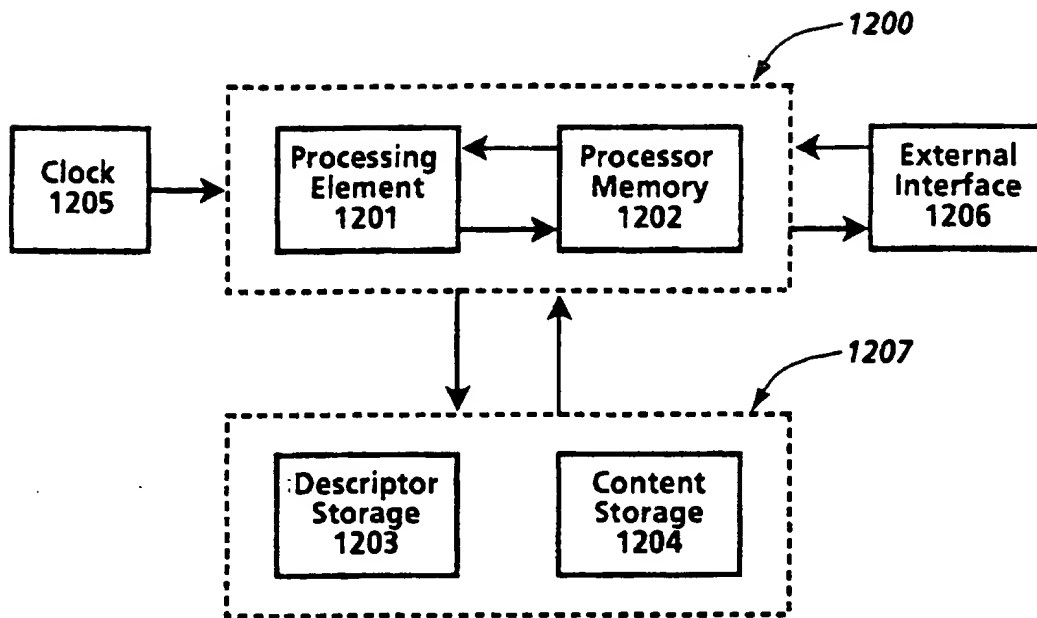 1200
Clock
1205
Processing
Element
1201
Processor
Memory
1202
External
Interface
1206
1207
Descriptor
Storage
1203
Content
Storage
1204